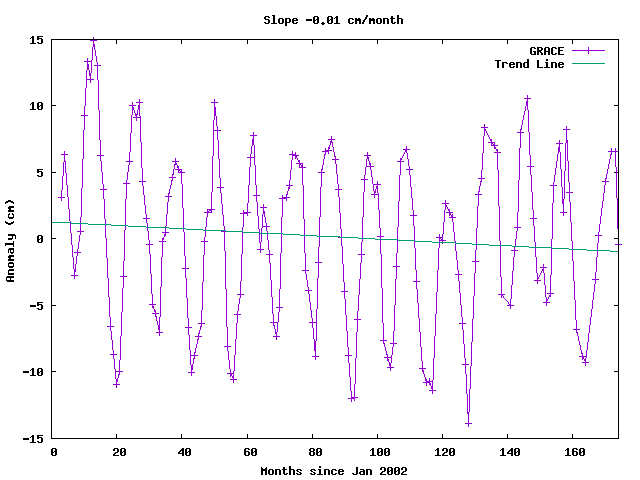 Slope -0.01 cm/month
GRACE
Trend Line
15
10
5
0
-5
-10
-15
Anomaly (cm)
0 20 40 60 80 100 120 140 160
Months since Jan 2002